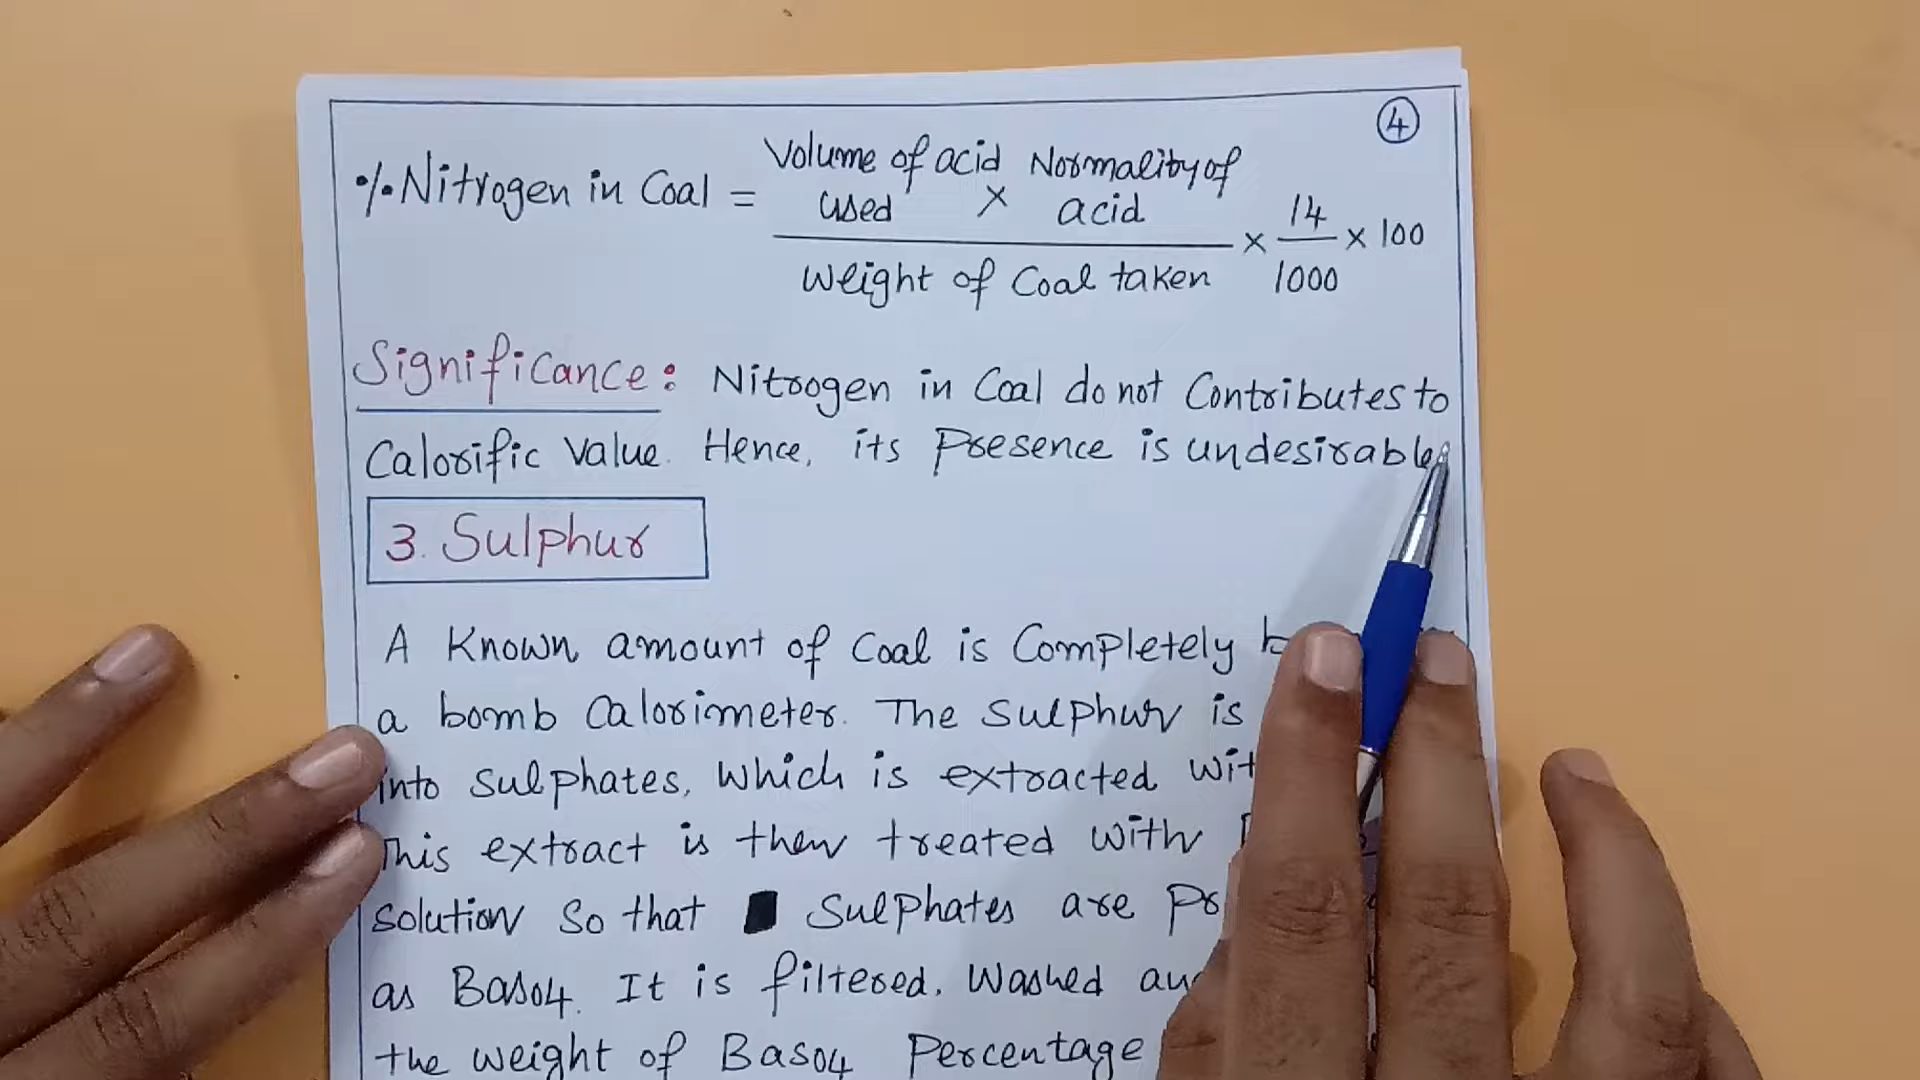 4
% Nitrogen in Coal = Volume of acid used × Normality of acid / Weight of Coal taken × 14/1000 × 100
Significance: Nitrogen in Coal do not Contributes to
Calorific Value. Hence, its Presence is undesirable.
3. Sulphur
A Known amount of Coal is Completely
a bomb Calorimeter. The Sulphur is
into Sulphates, Which is extracted
This extract is then treated with
solution So that Sulphates are
as BaSO4. It is filtered, Washed
the weight of BaSO4 Percentage